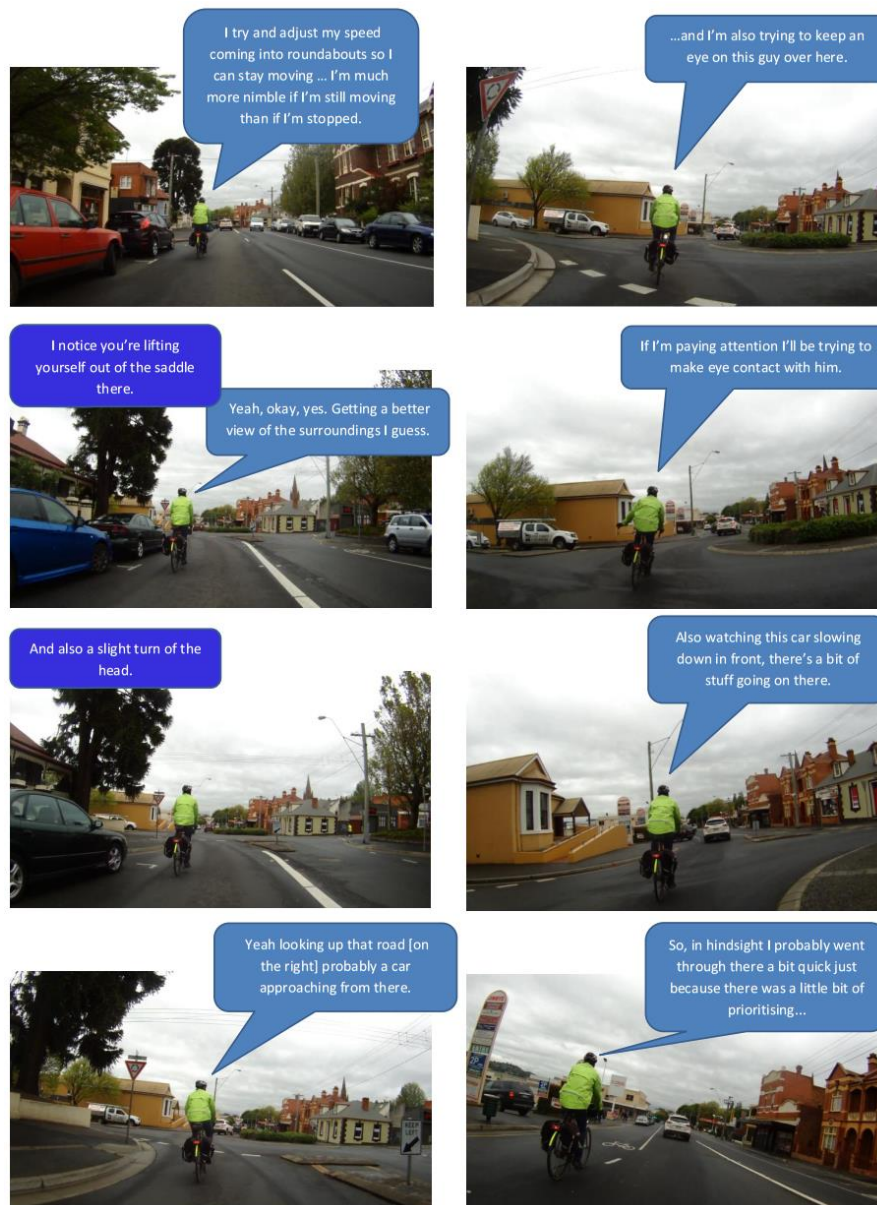 I try and adjust my speed
coming into roundabouts so I
can stay moving … I’m much
more nimble if I’m still moving
than if I’m stopped.
I notice you’re lifting
yourself out of the saddle
there.
Yeah, okay, yes. Getting a better
view of the surroundings I guess.
And also a slight turn of the
head.
Yeah looking up that road [on
the right] probably a car
approaching from there.
KEEP
LEFT
…and I’m also trying to keep an
eye on this guy over here.
If I’m paying attention I’ll be trying to
make eye contact with him.
Also watching this car slowing
down in front, there’s a bit of
stuff going on there.
So, in hindsight I probably went
through there a bit quick just
because there was a little bit of
prioritising...